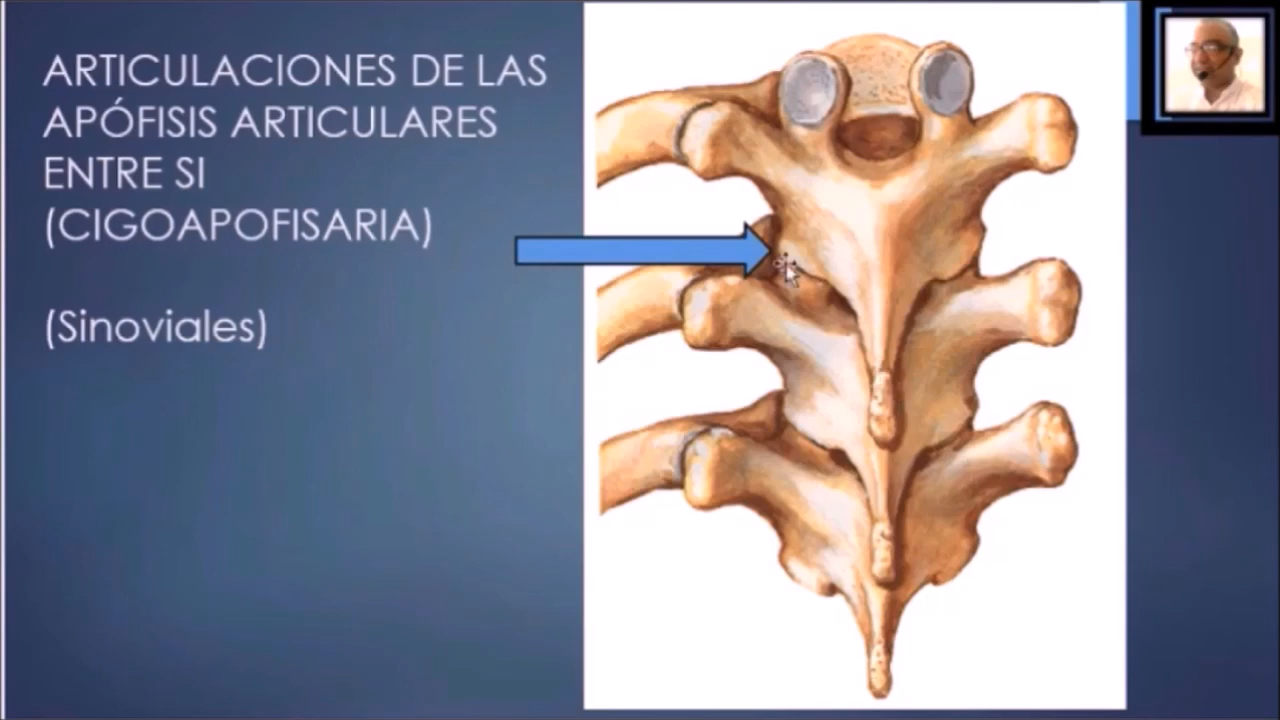 ARTICULACIONES DE LAS
APÓFISIS ARTICULARES
ENTRE SI
(CIGOAPOFISARIA)
(Sinoviales)